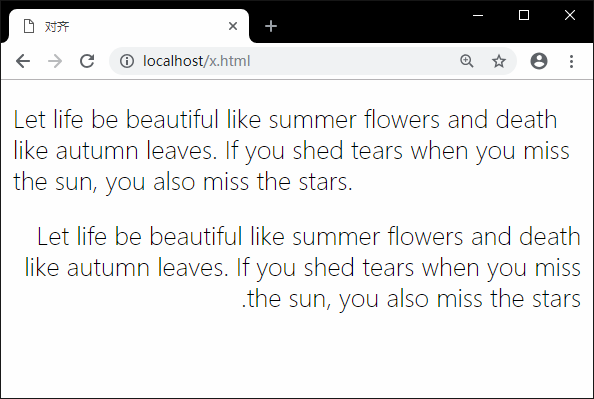 对齐
localhost/x.html
Let life be beautiful like summer flowers and death
like autumn leaves. If you shed tears when you miss
the sun, you also miss the stars.
Let life be beautiful like summer flowers and death
like autumn leaves. If you shed tears when you miss
.the sun, you also miss the stars